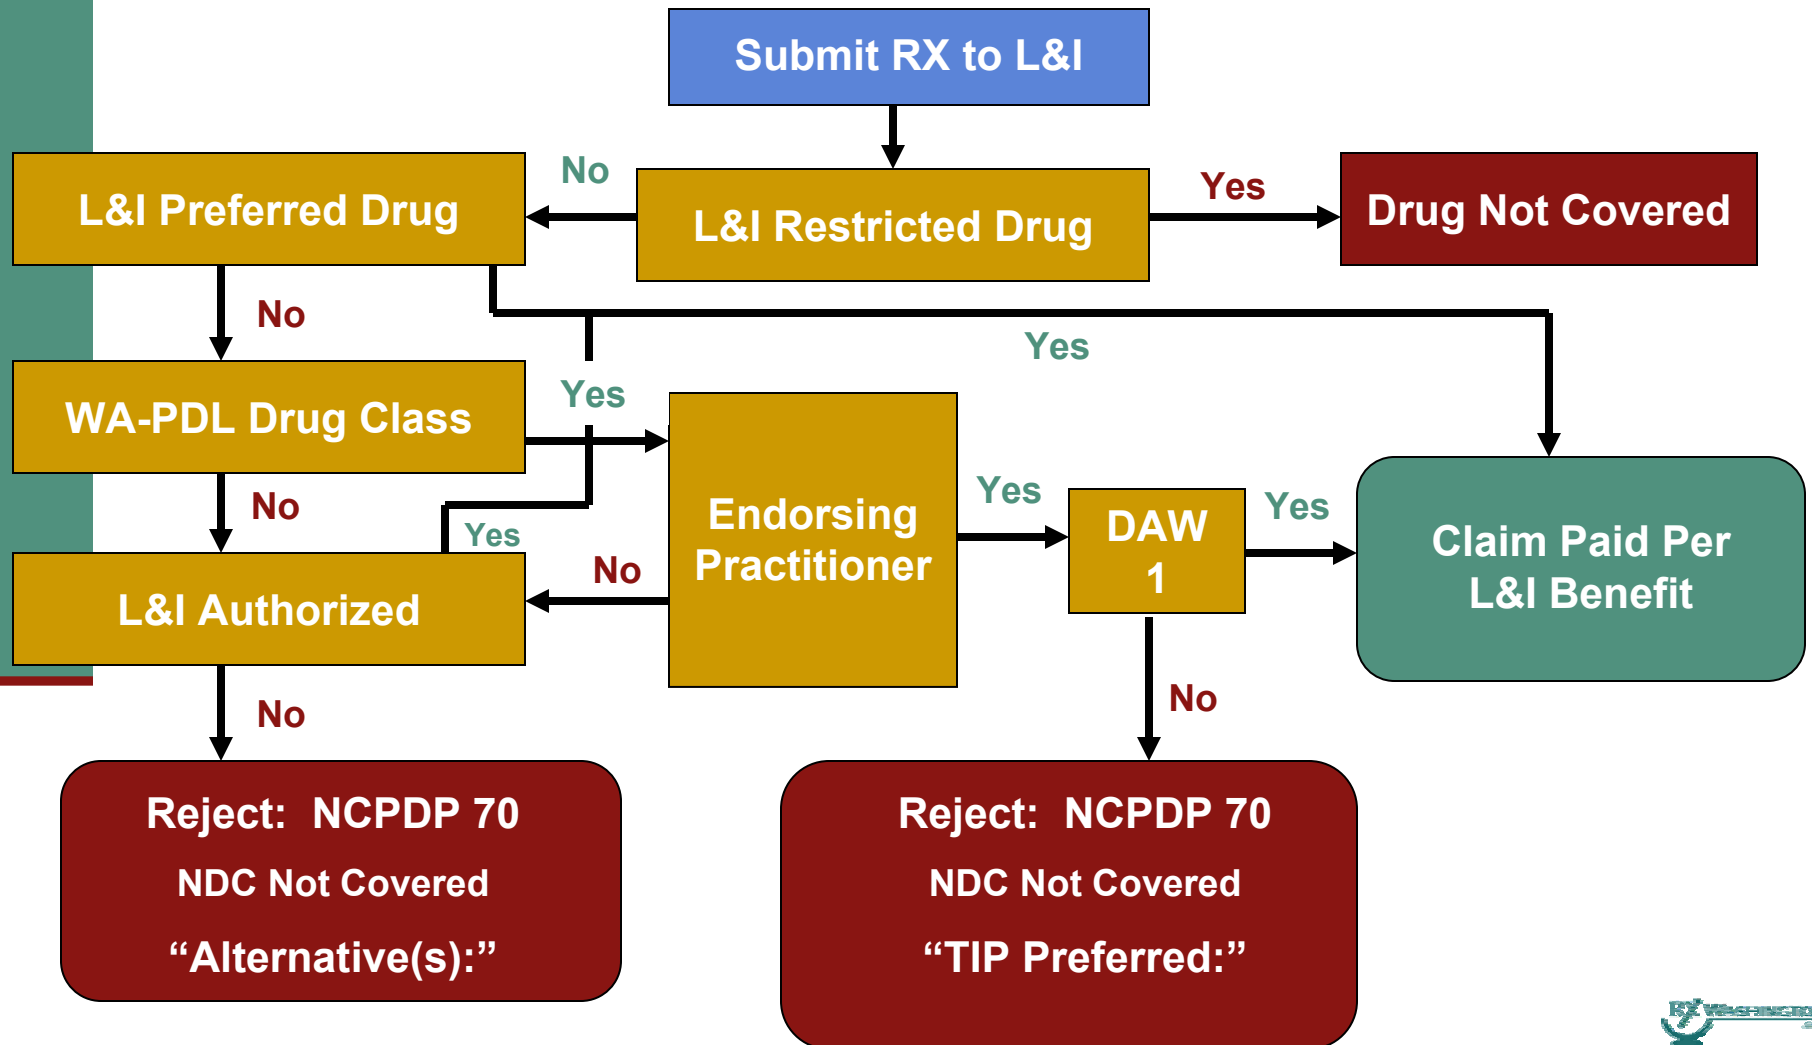 Submit RX to L&I
No
Yes
L&I Preferred Drug
L&I Restricted Drug
Drug Not Covered
No
Yes
WA-PDL Drug Class
Yes
No
Yes
Endorsing
Practitioner
Yes
DAW
1
Yes
Claim Paid Per
L&I Benefit
No
L&I Authorized
No
No
Reject: NCPDP 70
NDC Not Covered
“Alternative(s):”
Reject: NCPDP 70
NDC Not Covered
“TIP Preferred:”
RX